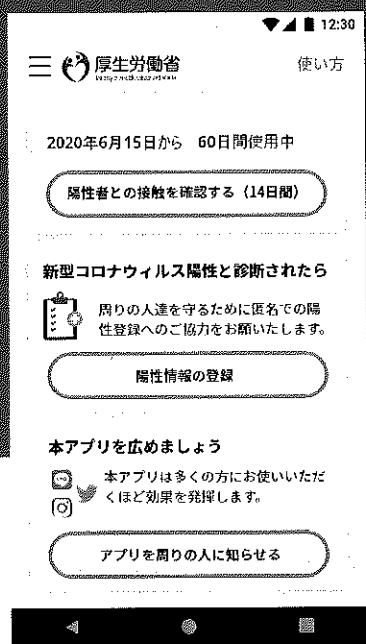 12:30
厚生労働省
使い方
2020年6月15日から 60日間使用中
陽性者との接触を確認する（14日間）
新型コロナウィルス陽性と診断されたら
周りの人達を守るために匿名での陽
性登録へのご協力をお願いたします。
陽性情報の登録
本アプリを広めましょう
本アプリは多くの方にお使いいただ
くほど効果を発揮します。
アプリを周りの人に知らせる